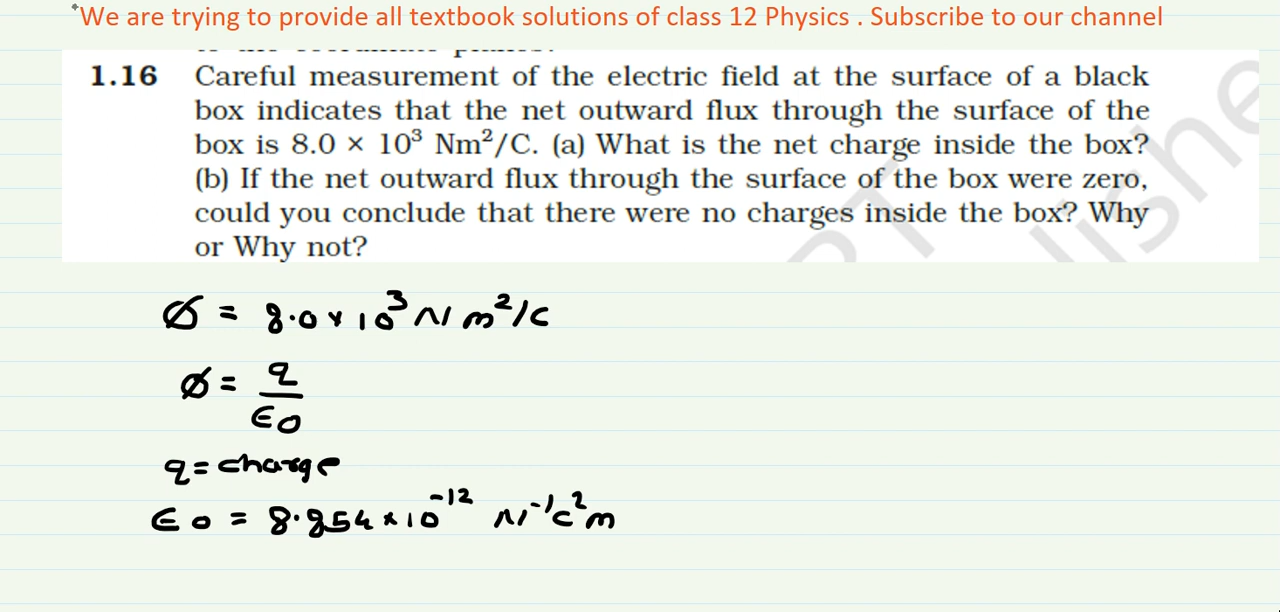 *We are trying to provide all textbook solutions of class 12 Physics . Subscribe to our channel
1.16 Careful measurement of the electric field at the surface of a black
box indicates that the net outward flux through the surface of the
box is 8.0 × 10³ Nm²/C. (a) What is the net charge inside the box?
(b) If the net outward flux through the surface of the box were zero,
could you conclude that there were no charges inside the box? Why
or Why not?
Ø = 8.0 × 10³ N m²/c
Ø = q/ϵ0
q = charge
ϵ0 = 8.854 × 10⁻¹² N⁻¹c²m